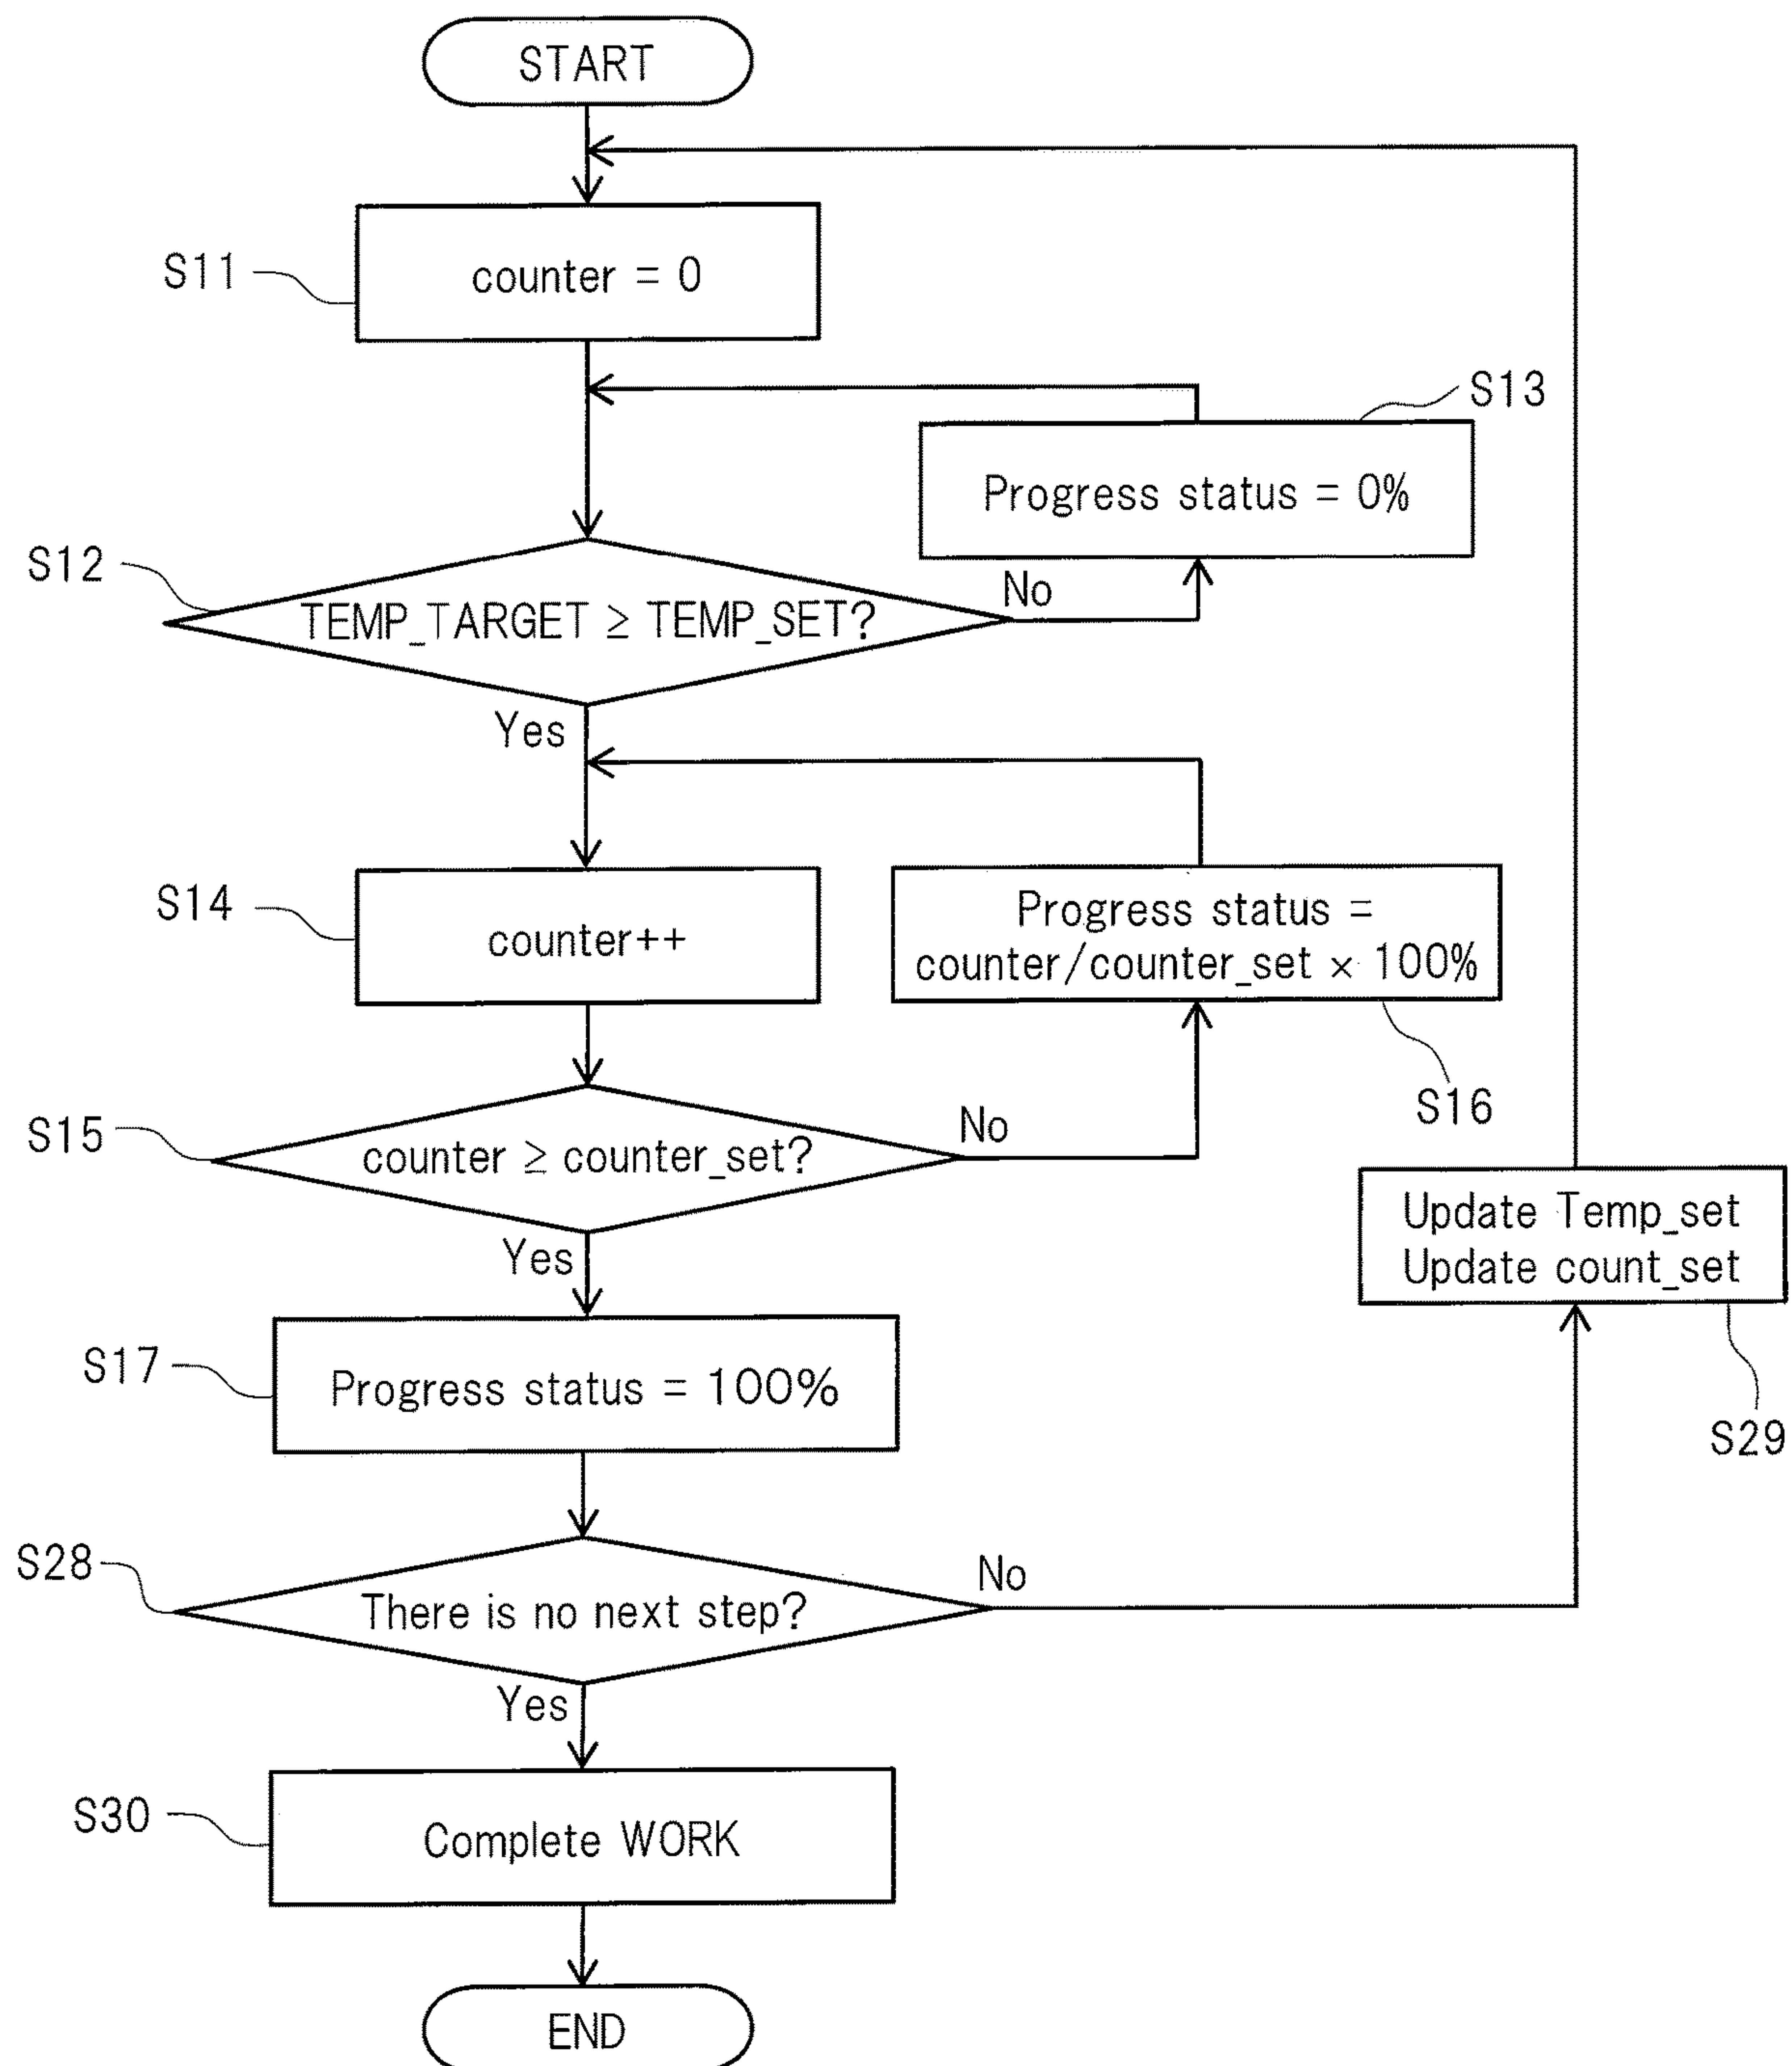 START
S11
counter = 0
S13
Progress status = 0%
S12
TEMP_TARGET ≥ TEMP_SET?
No
Yes
S14
counter++
Progress status =
counter/counter_set × 100%
S16
S15
counter ≥ counter_set?
No
Yes
Update Temp_set
Update count_set
S29
S17
Progress status = 100%
S28
There is no next step?
No
Yes
S30
Complete WORK
END